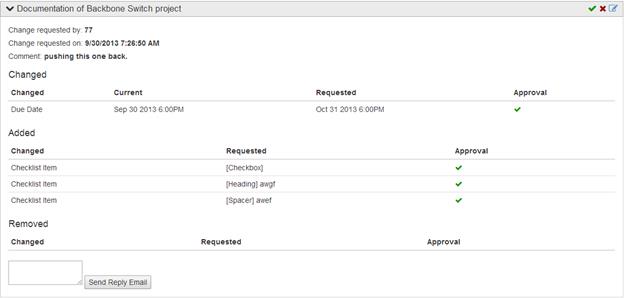 Documentation of Backbone Switch project
Change requested by: 77
Change requested on: 9/30/2013 7:26:50 AM
Comment: pushing this one back.
Changed
Changed Current Requested Approval
Due Date Sep 30 2013 6:00PM Oct 31 2013 6:00PM
Added
Changed Requested Approval
Checklist Item [Checkbox]
Checklist Item [Heading] awgf
Checklist Item [Spacer] awef
Removed
Changed Requested Approval
Send Reply Email